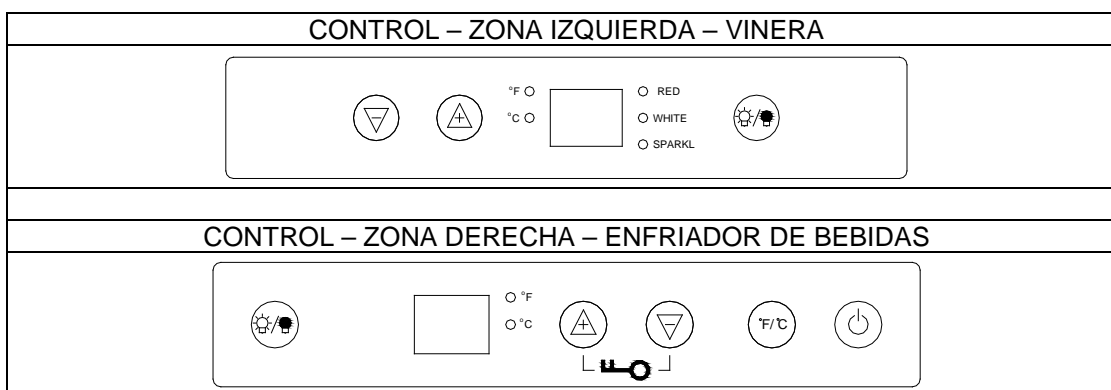 CONTROL – ZONA IZQUIERDA – VINERA
°F RED
°C WHITE
SPARKL
CONTROL – ZONA DERECHA – ENFRIADOR DE BEBIDAS
°F
°C °F/°C